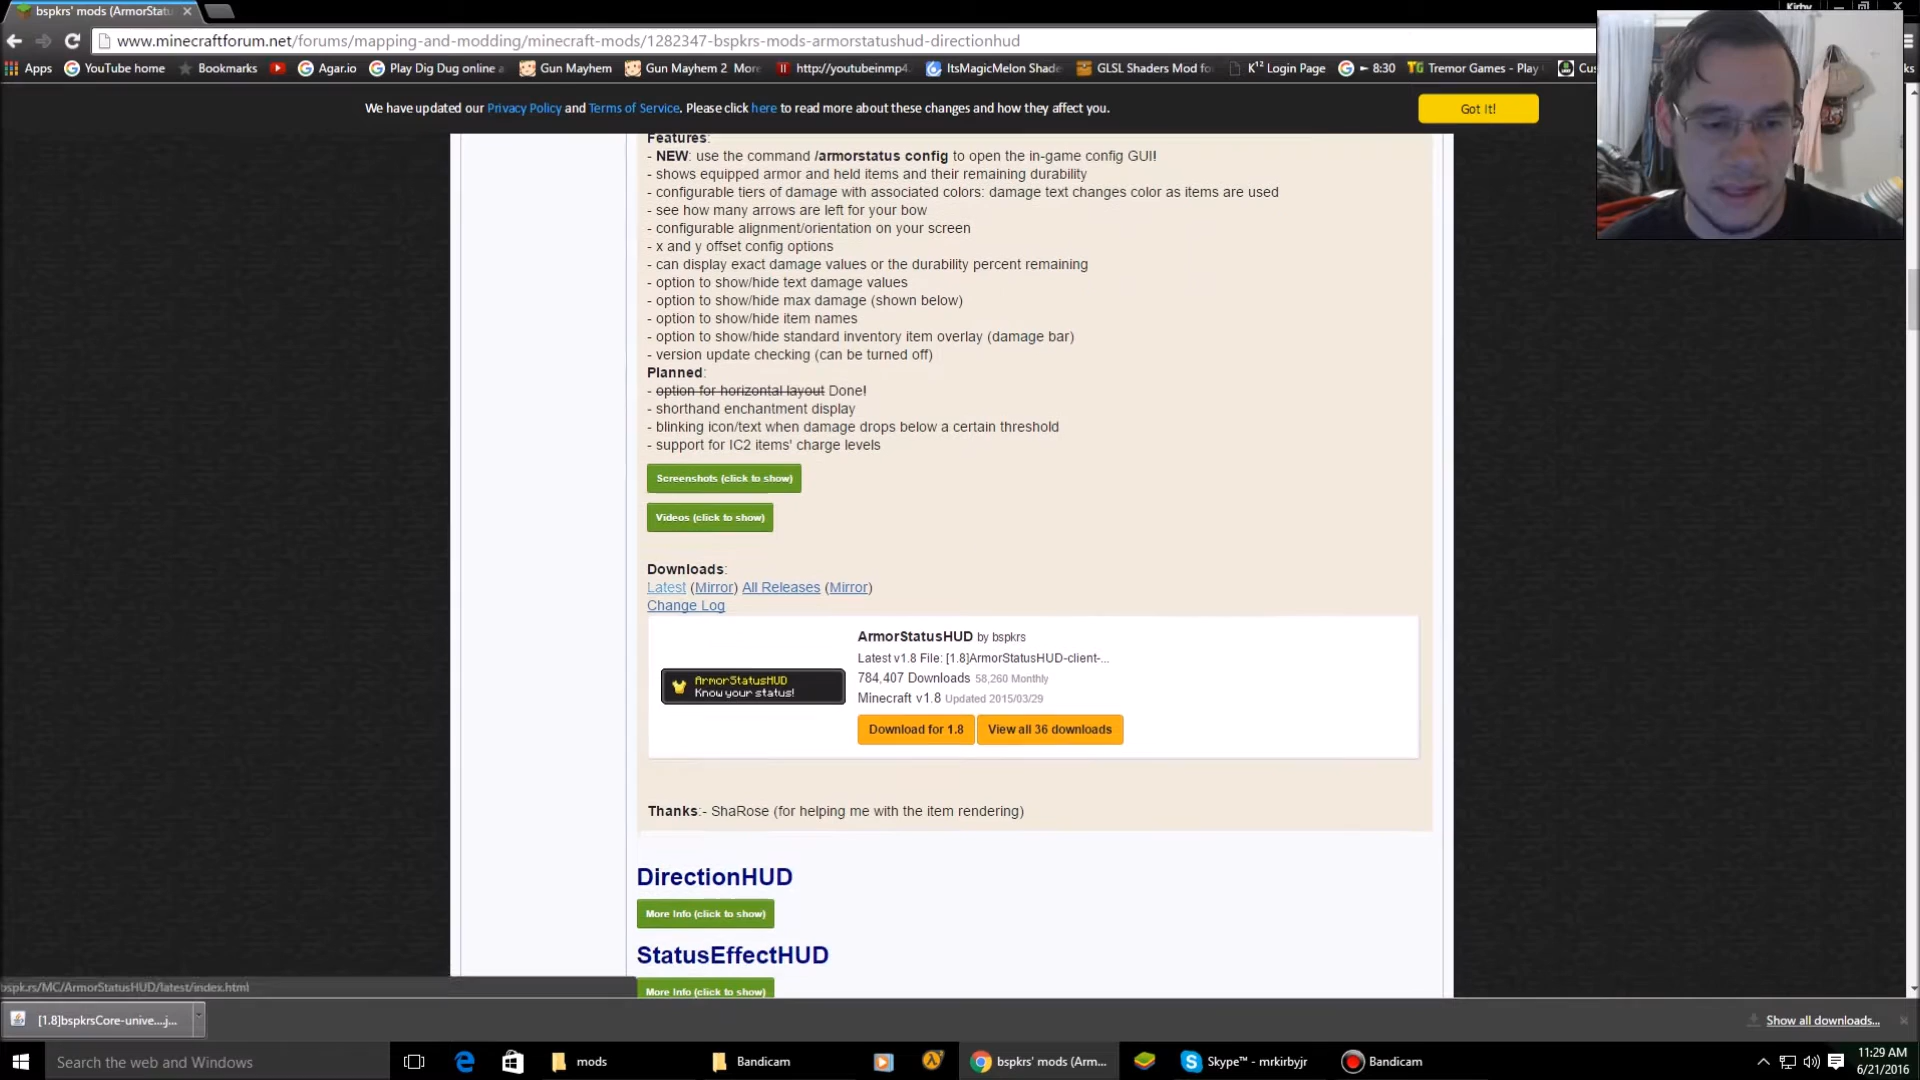 bspkrs' mods (ArmorStatu
Kirby
www.minecraftforum.net/forums/mapping-and-modding/minecraft-mods/1282347-bspkrs-mods-armorstatushud-directionhud
Apps YouTube home Bookmarks Agar.io Play Dig Dug online Gun Mayhem Gun Mayhem 2 More http://youtubeinmp4. ItsMagicMelon Shade GLSL Shaders Mod fo K¹² Login Page 8:30 Tremor Games - Play Cus
We have updated our Privacy Policy and Terms of Service. Please click here to read more about these changes and how they affect you.
Got It!
Features:
- NEW: use the command /armorstatus config to open the in-game config GUI!
- shows equipped armor and held items and their remaining durability
- configurable tiers of damage with associated colors: damage text changes color as items are used
- see how many arrows are left for your bow
- configurable alignment/orientation on your screen
- x and y offset config options
- can display exact damage values or the durability percent remaining
- option to show/hide text damage values
- option to show/hide max damage (shown below)
- option to show/hide item names
- option to show/hide standard inventory item overlay (damage bar)
- version update checking (can be turned off)
Planned:
- option for horizontal layout Done!
- shorthand enchantment display
- blinking icon/text when damage drops below a certain threshold
- support for IC2 items' charge levels
Screenshots (click to show)
Videos (click to show)
Downloads:
Latest (Mirror) All Releases (Mirror)
Change Log
ArmorStatusHUD
Know your status!
ArmorStatusHUD by bspkrs
Latest v1.8 File: [1.8]ArmorStatusHUD-client-...
784,407 Downloads 58,260 Monthly
Minecraft v1.8 Updated 2015/03/29
Download for 1.8 View all 36 downloads
Thanks:- ShaRose (for helping me with the item rendering)
DirectionHUD
More Info (click to show)
StatusEffectHUD
More Info (click to show)
bspk.rs/MC/ArmorStatusHUD/latest/index.html
[1.8]bspkrsCore-unive....j...
Show all downloads...
Search the web and Windows
mods
Bandicam
bspkrs' mods (Arm...
Skype™ - mrkirbyjr
Bandicam
11:29 AM
6/21/2016